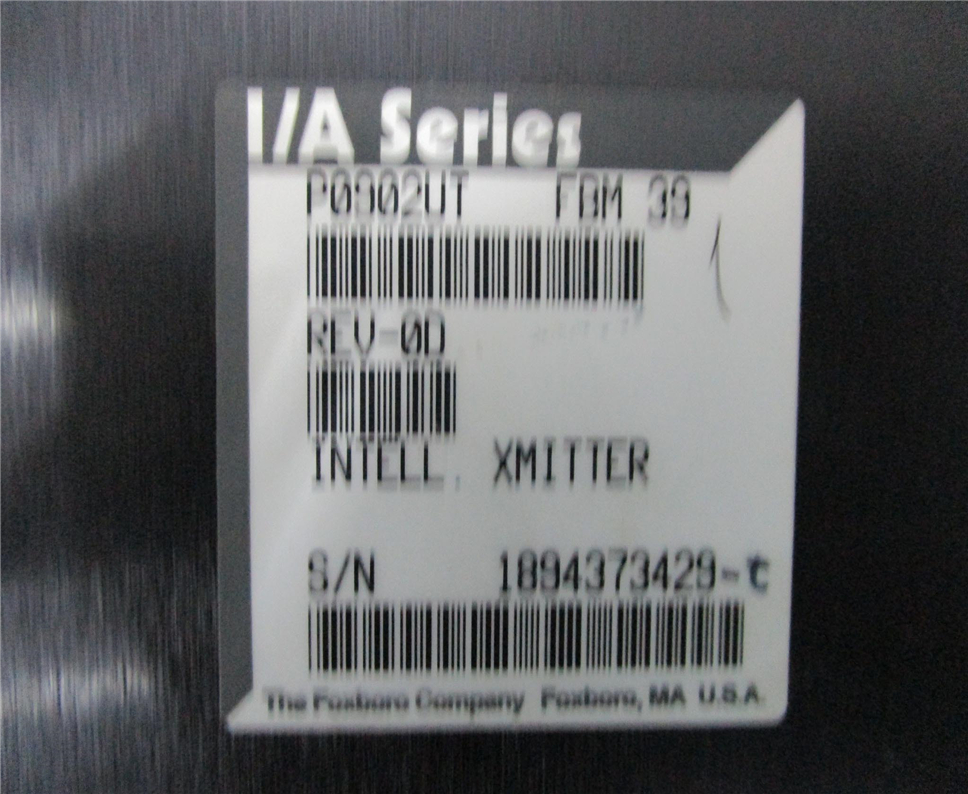 I/A Series
P0902UT FBM 39
REV-0D
INTELL. XMITTER
S/N 1894373429-t
The Foxboro Company Foxboro, MA U.S.A.